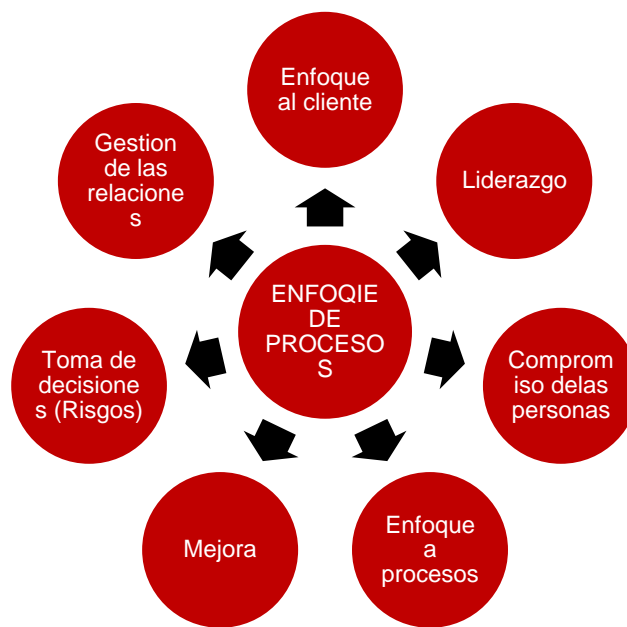 Enfoque
al cliente
Liderazgo
Comprom
iso delas
personas
Enfoque
a
procesos
Mejora
Toma de
decisione
s (Risgos)
Gestion
de las
relacione
s
ENFOQIE
DE
PROCESO
S